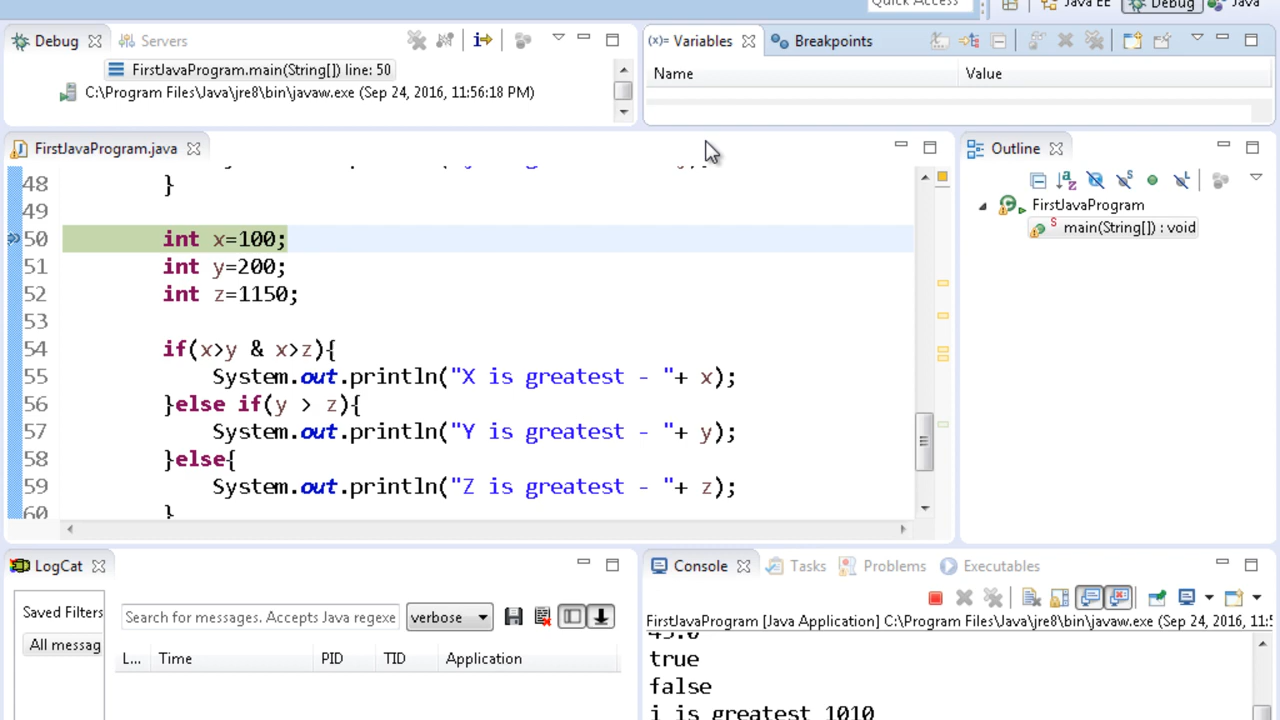 Quick Access
Java EE
Debug
Java
Debug
Servers
FirstJavaProgram.main(String[]) line: 50
C:\Program Files\Java\jre8\bin\javaw.exe (Sep 24, 2016, 11:56:18 PM)
(x)= Variables
Breakpoints
Name
Value
FirstJavaProgram.java
48 }
49
50 int x=100;
51 int y=200;
52 int z=1150;
53
54 if(x>y & x>z){
55 System.out.println("X is greatest - "+ x);
56 }else if(y > z){
57 System.out.println("Y is greatest - "+ y);
58 }else{
59 System.out.println("Z is greatest - "+ z);
60 }
Outline
FirstJavaProgram
main(String[]) : void
LogCat
Saved Filters
All messag
Search for messages. Accepts Java regexe
verbose
L...
Time
PID
TID
Application
Console
Tasks
Problems
Executables
FirstJavaProgram [Java Application] C:\Program Files\Java\jre8\bin\javaw.exe (Sep 24, 2016, 11:5
45.0
true
false
i is greatest 1010